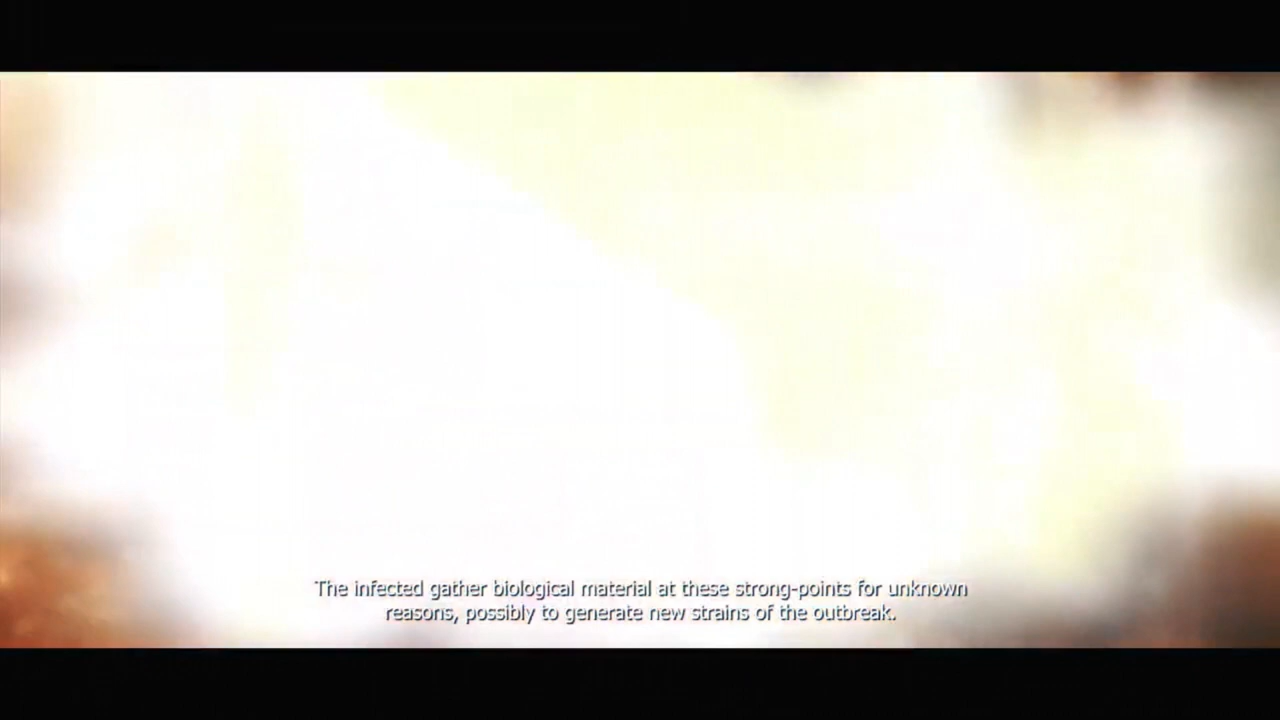 The infected gather biological material at these strong-points for unknown
reasons, possibly to generate new strains of the outbreak.